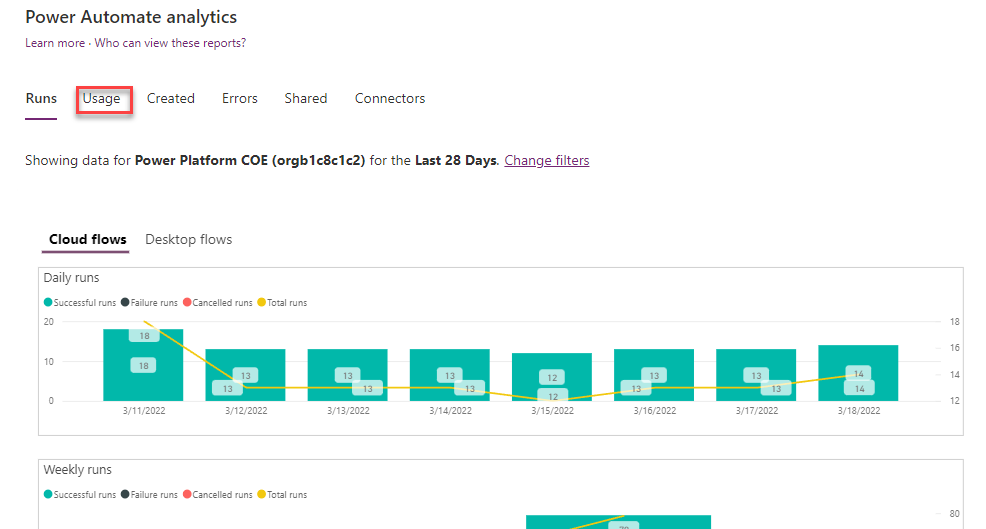 Power Automate analytics
Learn more · Who can view these reports?
Runs Usage Created Errors Shared Connectors
Showing data for Power Platform COE (orgb1c8c1c2) for the Last 28 Days. Change filters
Cloud flows Desktop flows
Daily runs
Successful runs Failure runs Cancelled runs Total runs
20 18
18 16
10 18 13 13 13 12 13 13 14 14
13 13 13 12 13 13 14
0 12
3/11/2022 3/12/2022 3/13/2022 3/14/2022 3/15/2022 3/16/2022 3/17/2022 3/18/2022
Weekly runs
Successful runs Failure runs Cancelled runs Total runs
80